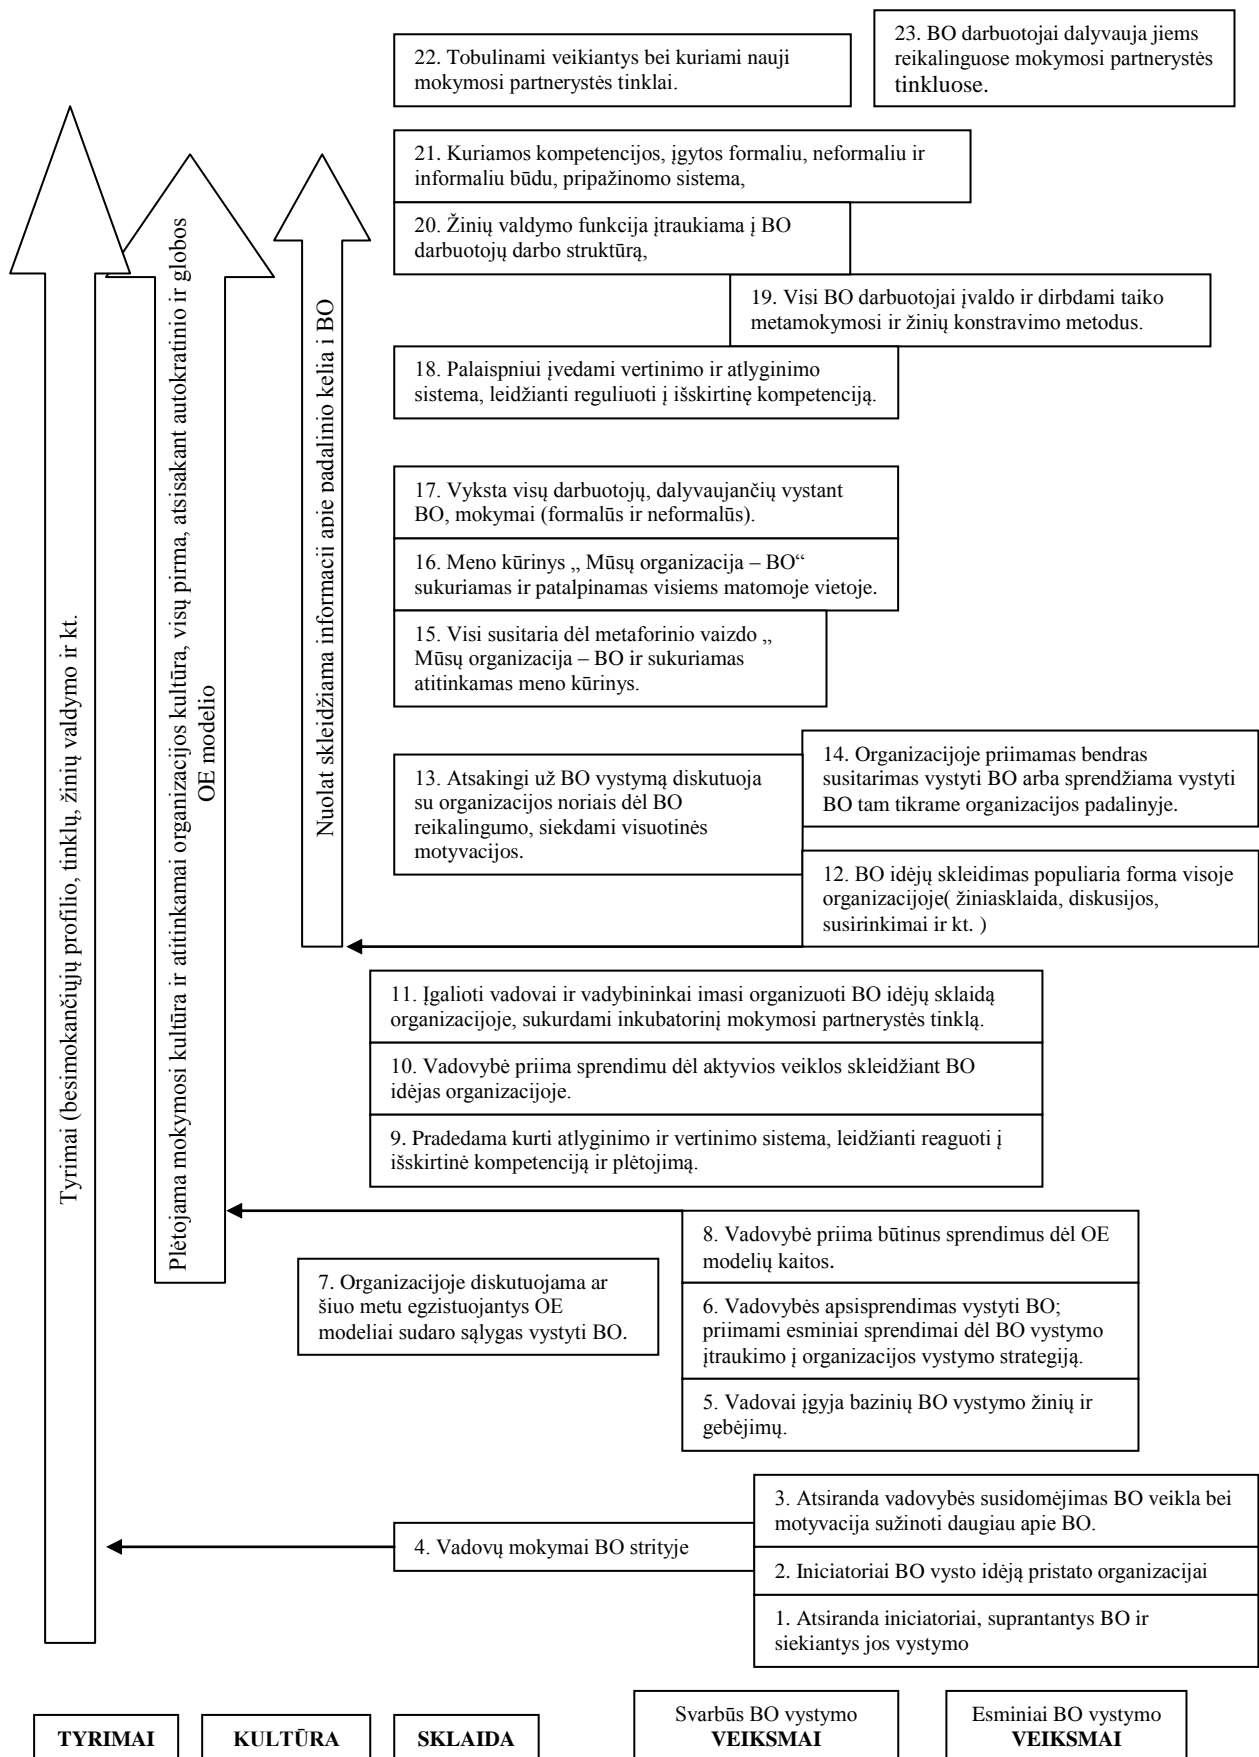 22. Tobulinami veikiantys bei kuriami nauji
mokymosi partnerystės tinklai.
23. BO darbuotojai dalyvauja jiems
reikalinguose mokymosi partnerystės
tinkluose.
21. Kuriamos kompetencijos, įgytos formaliu, neformaliu ir
informaliu būdu, pripažinomo sistema,
20. Žinių valdymo funkcija įtraukiama į BO
darbuotojų darbo struktūrą,
19. Visi BO darbuotojai įvaldo ir dirbdami taiko
metamokymosi ir žinių konstravimo metodus.
18. Palaispniui įvedami vertinimo ir atlyginimo
sistema, leidžianti reguliuoti į išskirtinę kompetenciją.
17. Vyksta visų darbuotojų, dalyvaujančių vystant
BO, mokymai (formalūs ir neformalūs).
16. Meno kūrinys „ Mūsų organizacija – BO“
sukuriamas ir patalpinamas visiems matomoje vietoje.
15. Visi susitaria dėl metaforinio vaizdo „
Mūsų organizacija – BO ir sukuriamas
atitinkamas meno kūrinys.
14. Organizacijoje priimamas bendras
susitarimas vystyti BO arba sprendžiama vystyti
BO tam tikrame organizacijos padalinyje.
13. Atsakingi už BO vystymą diskutuoja
su organizacijos noriais dėl BO
reikalingumo, siekdami visuotinės
motyvacijos.
12. BO idėjų skleidimas populiaria forma visoje
organizacijoje( žiniasklaida, diskusijos,
susirinkimai ir kt. )
11. Įgalioti vadovai ir vadybininkai imasi organizuoti BO idėjų sklaidą
organizacijoje, sukurdami inkubatorinį mokymosi partnerystės tinklą.
10. Vadovybė priima sprendimu dėl aktyvios veiklos skleidžiant BO
idėjas organizacijoje.
9. Pradedama kurti atlyginimo ir vertinimo sistema, leidžianti reaguoti į
išskirtinė kompetenciją ir plėtojimą.
8. Vadovybė priima būtinus sprendimus dėl OE
modelių kaitos.
7. Organizacijoje diskutuojama ar
šiuo metu egzistuojantys OE
modeliai sudaro sąlygas vystyti BO.
6. Vadovybės apsisprendimas vystyti BO;
priimami esminiai sprendimai dėl BO vystymo
įtraukimo į organizacijos vystymo strategiją.
5. Vadovai įgyja bazinių BO vystymo žinių ir
gebėjimų.
3. Atsiranda vadovybės susidomėjimas BO veikla bei
motyvacija sužinoti daugiau apie BO.
4. Vadovų mokymai BO strityje
2. Iniciatoriai BO vysto idėją pristato organizacijai
1. Atsiranda iniciatoriai, suprantantys BO ir
siekiantys jos vystymo
Tyrimai (besimokančiųjų profilio, tinklų, žinių valdymo ir kt.
Plėtojama mokymosi kultūra ir atitinkamai organizacijos kultūra, visų pirma, atsisakant autokratinio ir globos
OE modelio
Nuolat skleidžiama informacij apie padalinio kelia i BO
TYRIMAI
KULTŪRA
SKLAIDA
Svarbūs BO vystymo
VEIKSMAI
Esminiai BO vystymo
VEIKSMAI